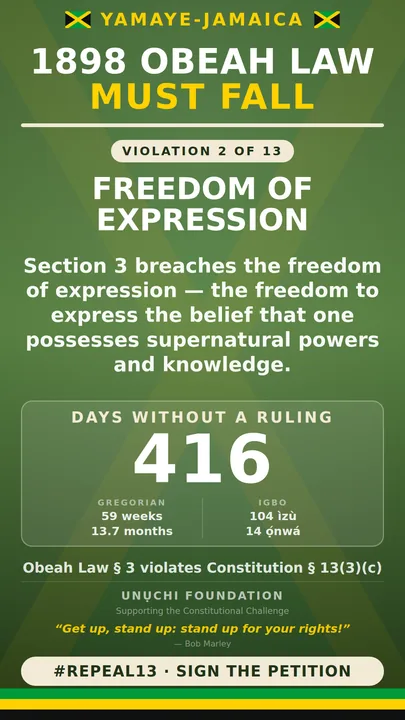 YAMAYE-JAMAICA
1898 OBEAH LAW
MUST FALL
VIOLATION 2 OF 13
FREEDOM OF
EXPRESSION
Section 3 breaches the freedom
of expression — the freedom to
express the belief that one
possesses supernatural powers
and knowledge.
DAYS WITHOUT A RULING
416
GREGORIAN
59 weeks
13.7 months
IGBO
104 ìzù
14 ọ́nwá
Obeah Law § 3 violates Constitution § 13(3)(c)
UNỤCHI FOUNDATION
Supporting the Constitutional Challenge
“Get up, stand up: stand up for your rights!”
— Bob Marley
#REPEAL13 · SIGN THE PETITION